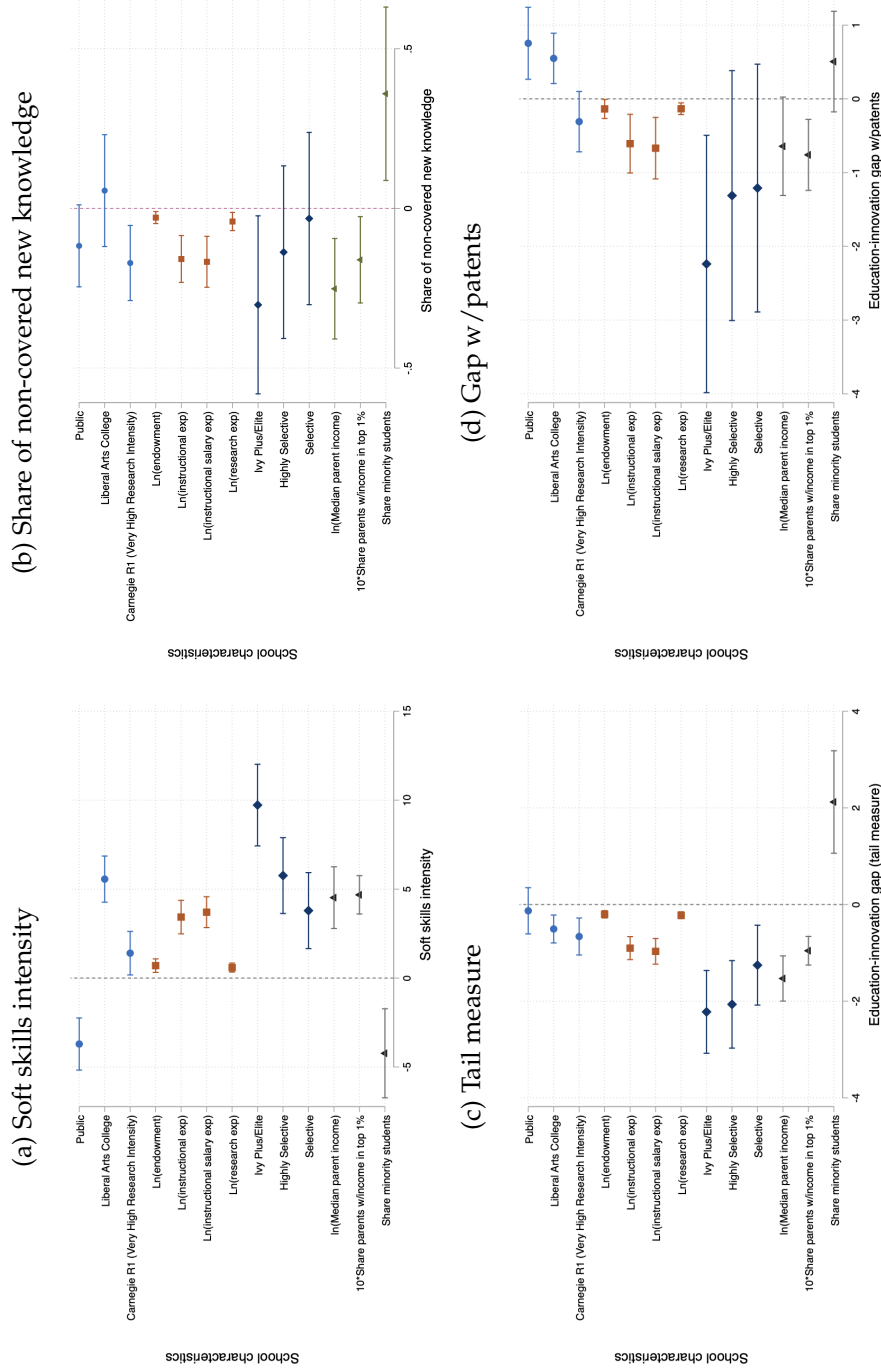 (a) Soft skills intensity
School characteristics
Public
Liberal Arts College
Carnegie R1 (Very High Research Intensity)
Ln(endowment)
Ln(instructional exp)
Ln(instructional salary exp)
Ln(research exp)
Ivy Plus/Elite
Highly Selective
Selective
ln(Median parent income)
10*Share parents w/income in top 1%
Share minority students
-5 0 5 10 15
Soft skills intensity
(b) Share of non-covered new knowledge
School characteristics
Public
Liberal Arts College
Carnegie R1 (Very High Research Intensity)
Ln(endowment)
Ln(instructional exp)
Ln(instructional salary exp)
Ln(research exp)
Ivy Plus/Elite
Highly Selective
Selective
ln(Median parent income)
10*Share parents w/income in top 1%
Share minority students
-.5 0 .5
Share of non-covered new knowledge
(c) Tail measure
School characteristics
Public
Liberal Arts College
Carnegie R1 (Very High Research Intensity)
Ln(endowment)
Ln(instructional exp)
Ln(instructional salary exp)
Ln(research exp)
Ivy Plus/Elite
Highly Selective
Selective
ln(Median parent income)
10*Share parents w/income in top 1%
Share minority students
-4 -2 0 2 4
Education-innovation gap (tail measure)
(d) Gap w/patents
School characteristics
Public
Liberal Arts College
Carnegie R1 (Very High Research Intensity)
Ln(endowment)
Ln(instructional exp)
Ln(instructional salary exp)
Ln(research exp)
Ivy Plus/Elite
Highly Selective
Selective
ln(Median parent income)
10*Share parents w/income in top 1%
Share minority students
-4 -3 -2 -1 0 1
Education-innovation gap w/patents